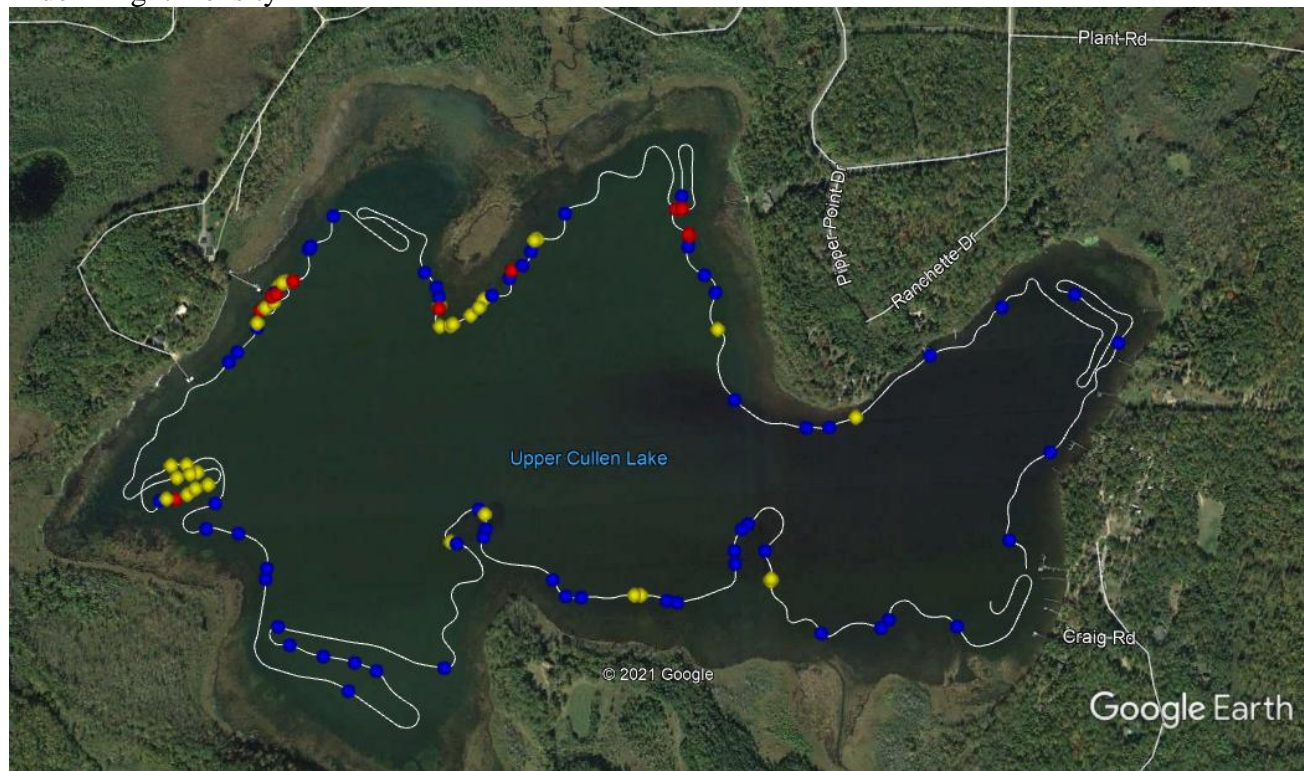 Plant Rd
Pipper Point Dr
Ranchette Dr
Upper Cullen Lake
Craig Rd
© 2021 Google
Google Earth